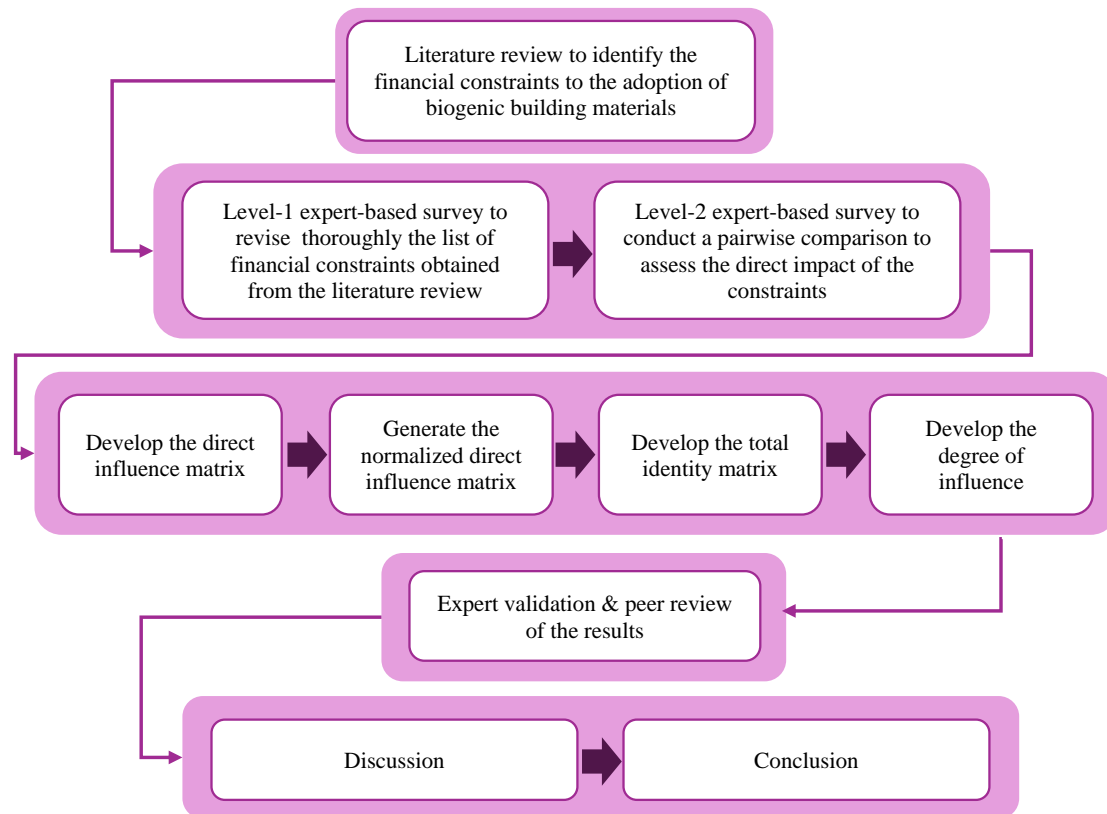 Literature review to identify the
financial constraints to the adoption of
biogenic building materials
Level-1 expert-based survey to
revise thoroughly the list of
financial constraints obtained
from the literature review
Level-2 expert-based survey to
conduct a pairwise comparison to
assess the direct impact of the
constraints
Develop the direct
influence matrix
Generate the
normalized direct
influence matrix
Develop the total
identity matrix
Develop the
degree of
influence
Expert validation & peer review
of the results
Discussion
Conclusion